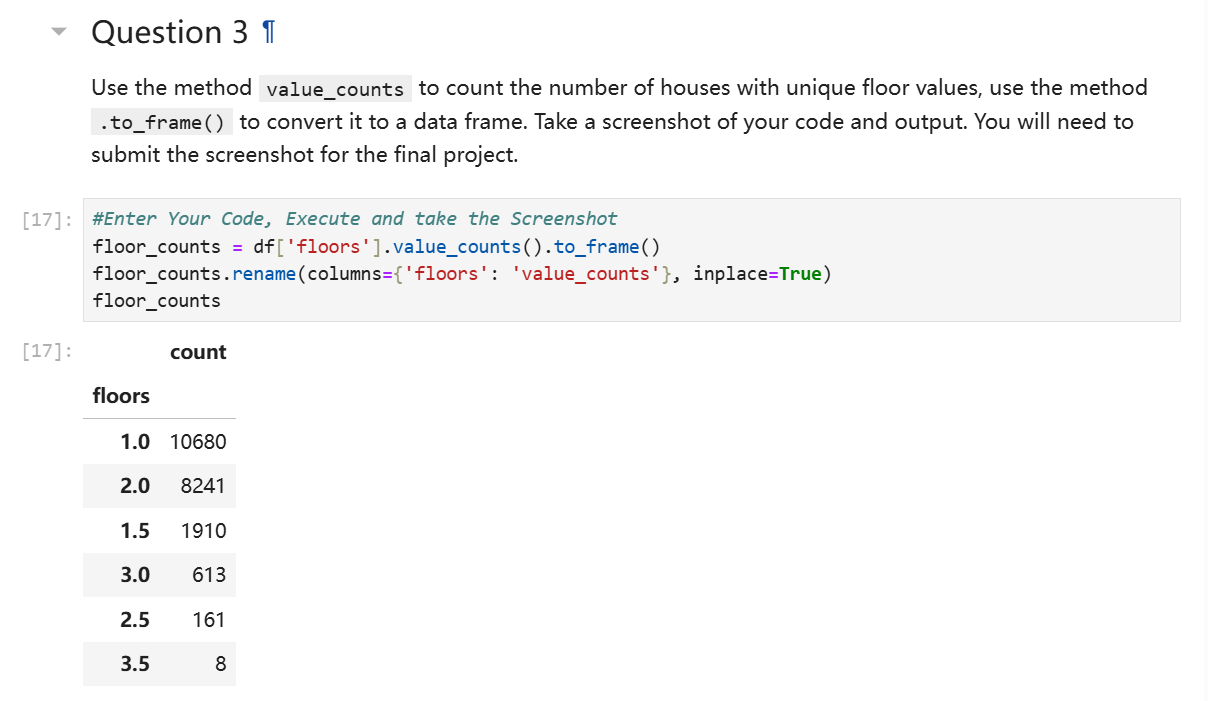 Question 3 ¶
Use the method value_counts to count the number of houses with unique floor values, use the method
.to_frame() to convert it to a data frame. Take a screenshot of your code and output. You will need to
submit the screenshot for the final project.
[17]: #Enter Your Code, Execute and take the Screenshot
floor_counts = df['floors'].value_counts().to_frame()
floor_counts.rename(columns={'floors': 'value_counts'}, inplace=True)
floor_counts
[17]: count
floors
1.0 10680
2.0 8241
1.5 1910
3.0 613
2.5 161
3.5 8